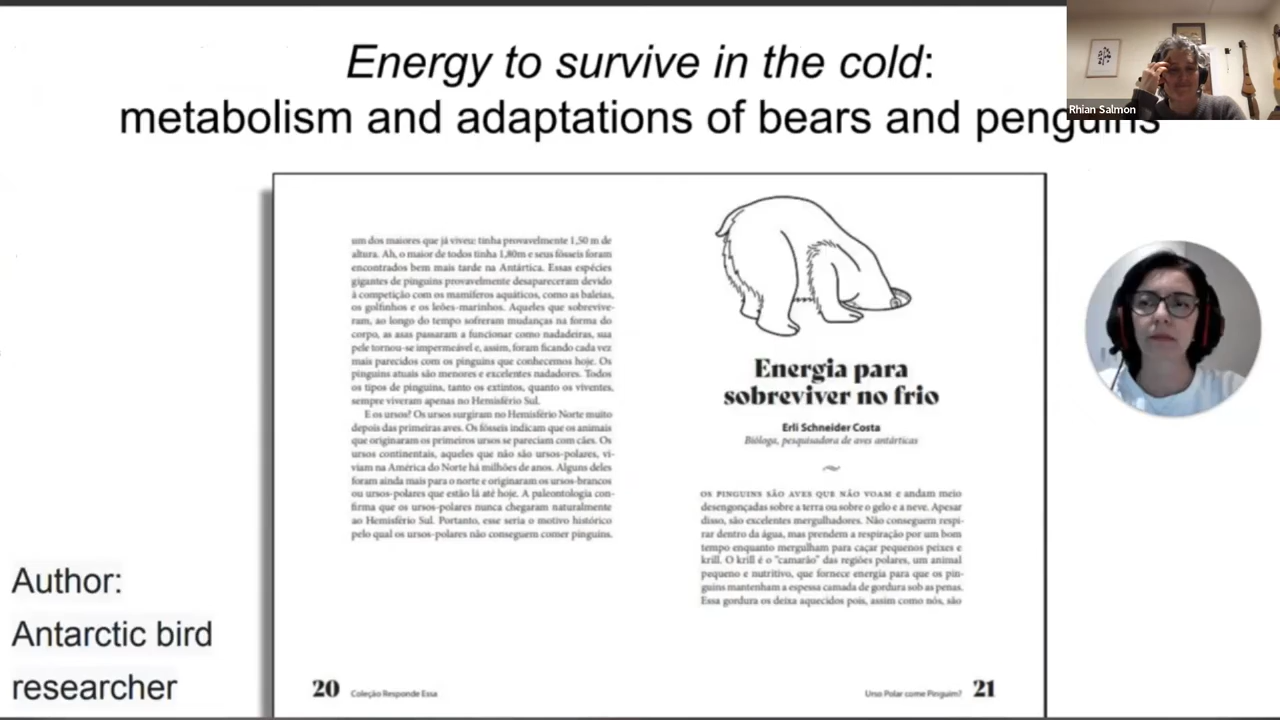 Energy to survive in the cold:
metabolism and adaptations of bears and penguins
Rhian Salmon
um dos maiores que já viveu: tinha provavelmente 1,50 m de
altura. Ah, o maior de todos tinha 1,80m e seus fósseis foram
encontrados bem mais tarde na Antártica. Essas espécies
gigantes de pinguins provavelmente desapareceram devido
à competição com os mamíferos aquáticos, como as baleias,
os golfinhos e os leões-marinhos. Aqueles que sobrevive-
ram, ao longo do tempo sofreram mudanças na forma do
corpo, as asas passaram a funcionar como nadadeiras, sua
pele tornou-se impermeável e, assim, foram ficando cada vez
mais parecidos com os pinguins que conhecemos hoje. Os
pinguins atuais são menores e excelentes nadadores. Todos
os tipos de pinguins, tanto os extintos, quanto os viventes,
sempre viveram apenas no Hemisfério Sul.
E os ursos? Os ursos surgiram no Hemisfério Norte muito
depois das primeiras aves. Os fósseis indicam que os animais
que originaram os primeiros ursos se pareciam com cães. Os
ursos continentais, aqueles que não são ursos-polares, vi-
viam na América do Norte há milhões de anos. Alguns deles
foram ainda mais para o norte e originaram os ursos-brancos
ou ursos-polares que estão lá até hoje. A paleontologia con-
firma que os ursos-polares nunca chegaram naturalmente
ao Hemisfério Sul. Portanto, esse seria o motivo histórico
pelo qual os ursos-polares não conseguem comer pinguins.
20 Coleção Responde Essa
Energia para
sobreviver no frio
Erli Schneider Costa
Bióloga, pesquisadora de aves antárticas
OS PINGUINS SÃO AVES QUE NÃO VOAM e andam meio
desengonçadas sobre a terra ou sobre o gelo e a neve. Apesar
disso, são excelentes mergulhadores. Não conseguem respi-
rar dentro da água, mas prendem a respiração por um bom
tempo enquanto mergulham para caçar pequenos peixes e
krill. O krill é o "camarão" das regiões polares, um animal
pequeno e nutritivo, que fornece energia para que os pin-
guins mantenham a espessa camada de gordura sob as penas.
Essa gordura os deixa aquecidos pois, assim como nós, são
Urso Polar come Pinguim? 21
Author:
Antarctic bird
researcher